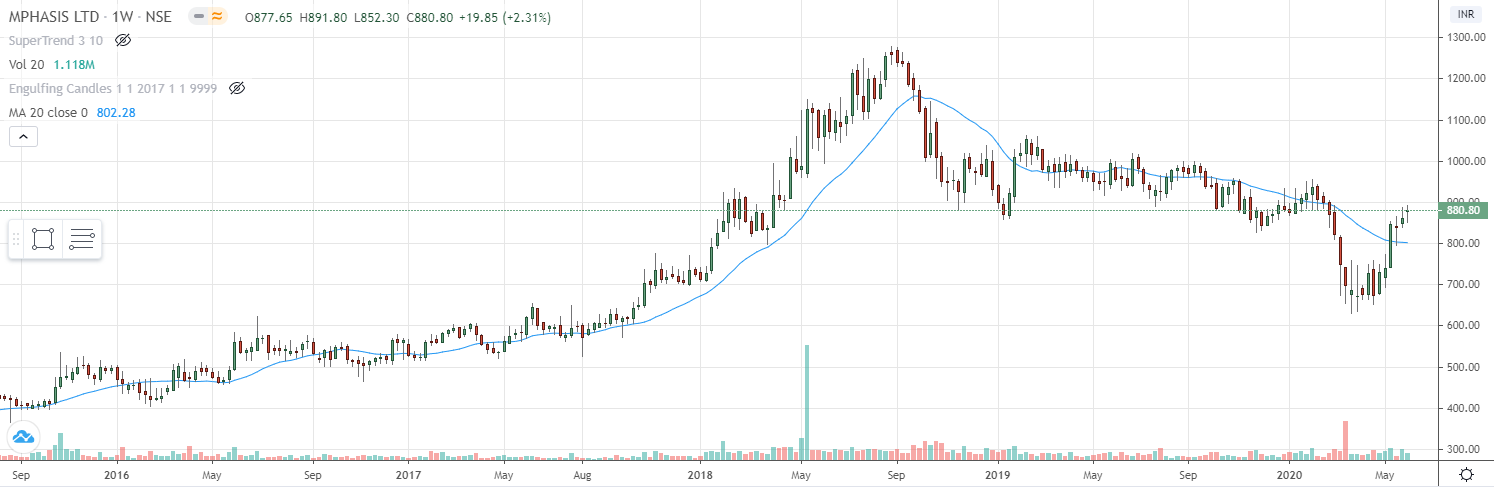 MPHASIS LTD · 1W · NSE O877.65 H891.80 L852.30 C880.80 +19.85 (+2.31%)
SuperTrend 3 10
Vol 20 1.118M
Engulfing Candles 1 1 2017 1 1 9999
MA 20 close 0 802.28
INR
1300.00
1200.00
1100.00
1000.00
900.00
880.80
800.00
700.00
600.00
500.00
400.00
300.00
Sep 2016 May Sep 2017 May Aug 2018 May Sep 2019 May Sep 2020 May